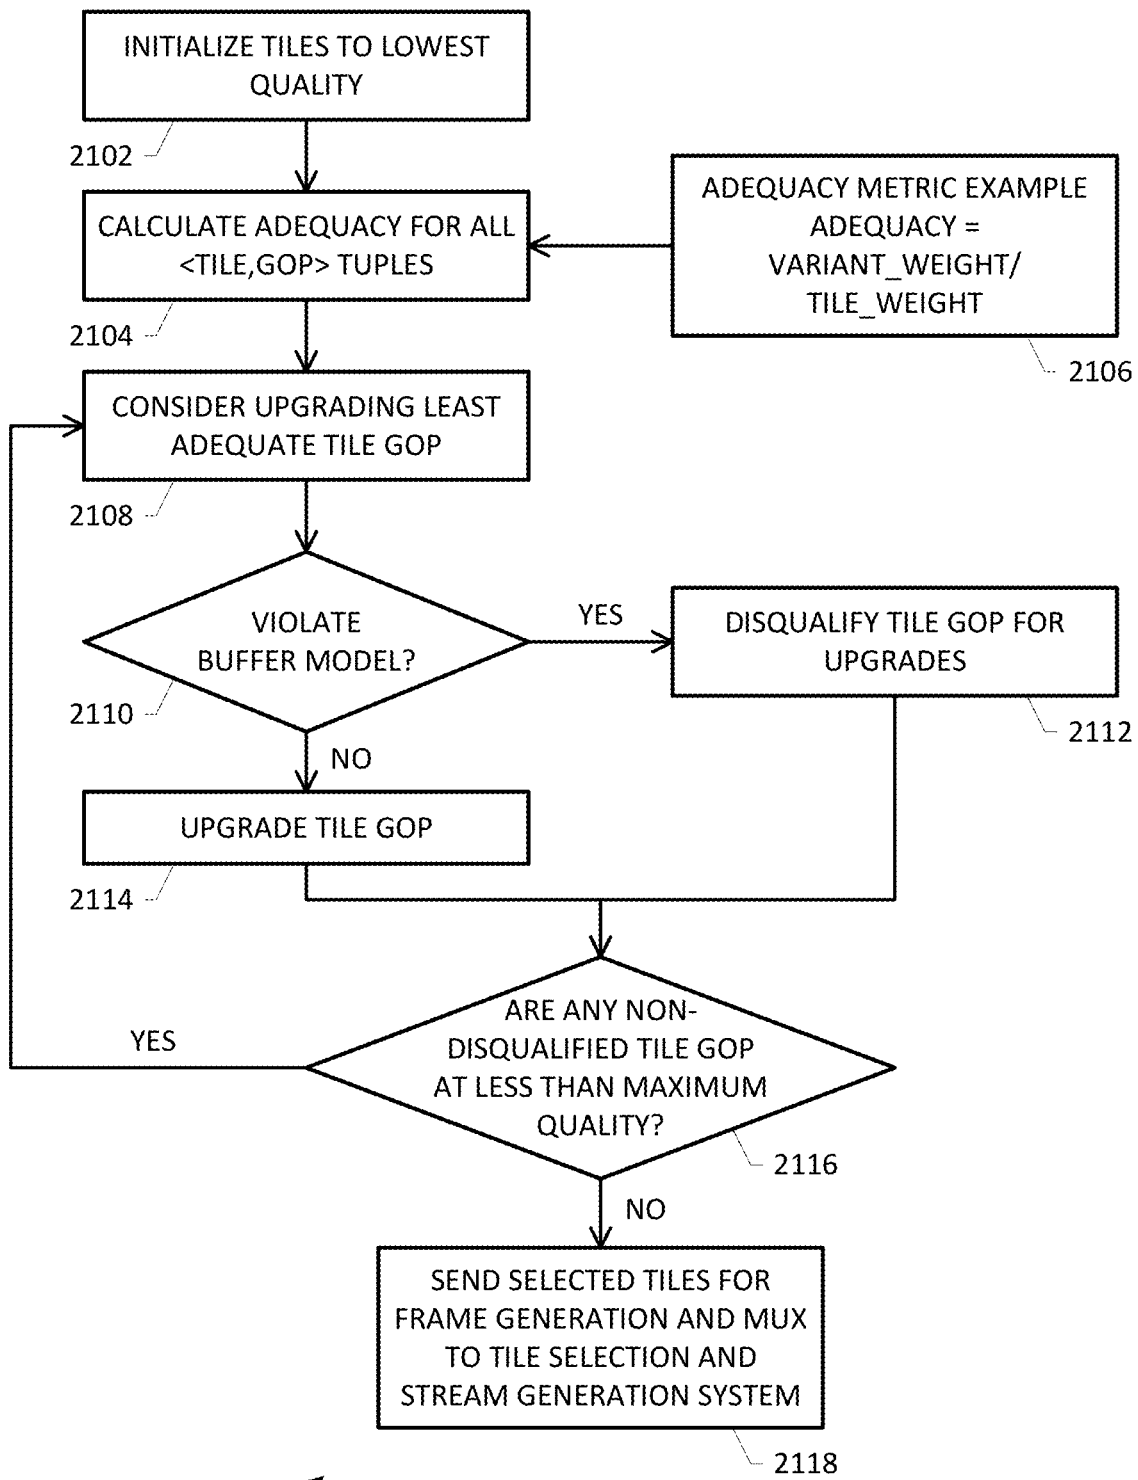 INITIALIZE TILES TO LOWEST
QUALITY
2102
CALCULATE ADEQUACY FOR ALL
<TILE,GOP> TUPLES
2104
ADEQUACY METRIC EXAMPLE
ADEQUACY =
VARIANT_WEIGHT/
TILE_WEIGHT
2106
CONSIDER UPGRADING LEAST
ADEQUATE TILE GOP
2108
VIOLATE
BUFFER MODEL?
2110
YES
DISQUALIFY TILE GOP FOR
UPGRADES
2112
NO
UPGRADE TILE GOP
2114
ARE ANY NON-
DISQUALIFIED TILE GOP
AT LESS THAN MAXIMUM
QUALITY?
2116
YES
NO
SEND SELECTED TILES FOR
FRAME GENERATION AND MUX
TO TILE SELECTION AND
STREAM GENERATION SYSTEM
2118